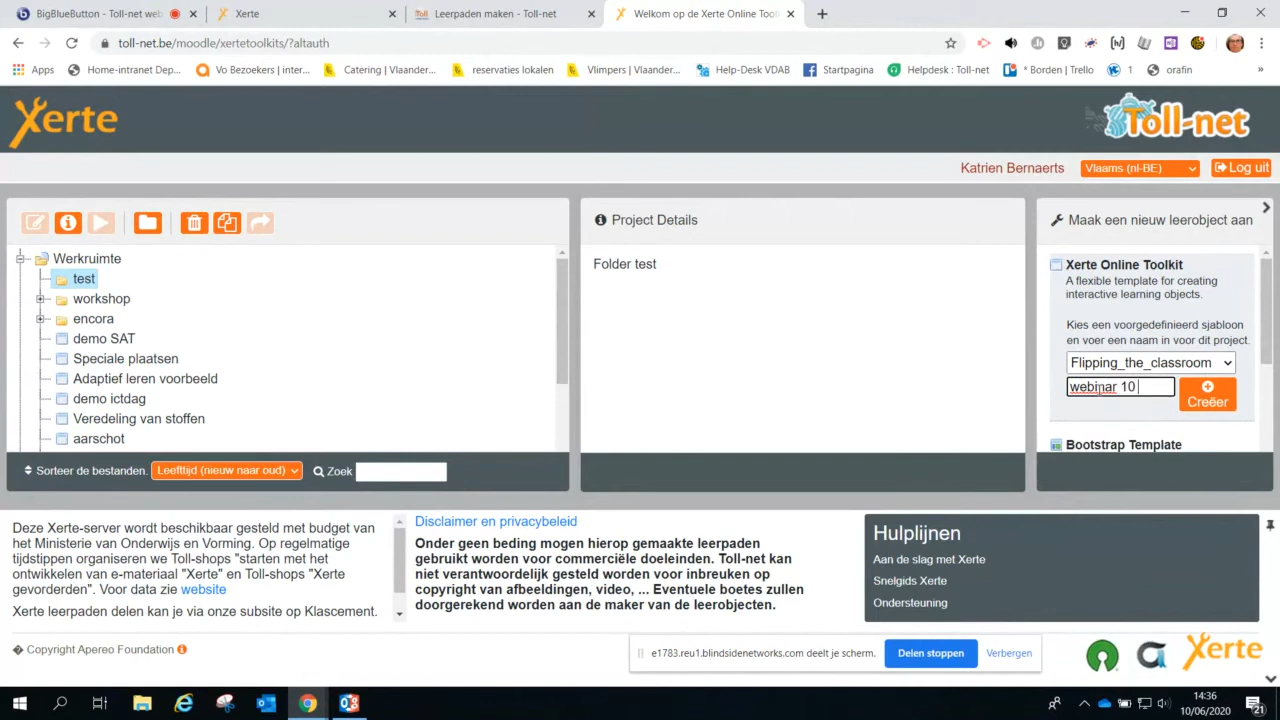 BigBlueButton - Toll-net web
Xerte
Leerpaden maken - Toll-net
Welkom op de Xerte Online Tool
toll-net.be/moodle/xertetoolkits/?altauth
Apps
Home-intranet Dep...
Vo Bezoekers | inter...
Catering | Vlaander...
reservaties lokalen
Vlimpers | Vlaander...
Help-Desk VDAB
Startpagina
Helpdesk : Toll-net
* Borden | Trello
1
orafin
»
Xerte
Toll-net
Katrien Bernaerts
Vlaams (nl-BE)
Log uit
Project Details
Maak een nieuw leerobject aan
Werkruimte
test
workshop
encora
demo SAT
Speciale plaatsen
Adaptief leren voorbeeld
demo ictdag
Veredeling van stoffen
aarschot
Folder test
Xerte Online Toolkit
A flexible template for creating
interactive learning objects.
Kies een voorgedefinieerd sjabloon
en voer een naam in voor dit project.
Flipping_the_classroom
webinar 10
Creëer
Bootstrap Template
Sorteer de bestanden.
Leeftijd (nieuw naar oud)
Zoek
Deze Xerte-server wordt beschikbaar gesteld met budget van
het Ministerie van Onderwijs en Vorming. Op regelmatige
tijdstippen organiseren we Toll-shops "starten met het
ontwikkelen van e-materiaal "Xerte" en Toll-shops "Xerte
gevorderden". Voor data zie website
Xerte leerpaden delen kan je via onze subsite op Klascement.
Disclaimer en privacybeleid
Onder geen beding mogen hierop gemaakte leerpaden
gebruikt worden voor commerciële doeleinden. Toll-net kan
niet verantwoordelijk gesteld worden voor inbreuken op
copyright van afbeeldingen, video, ... Eventuele boetes zullen
doorgerekend worden aan de maker van de leerobjecten.
Hulplijnen
Aan de slag met Xerte
Snelgids Xerte
Ondersteuning
� Copyright Apereo Foundation
e1783.reu1.blindsidenetworks.com deelt je scherm.
Delen stoppen
Verbergen
Xerte
14:36
10/06/2020
21